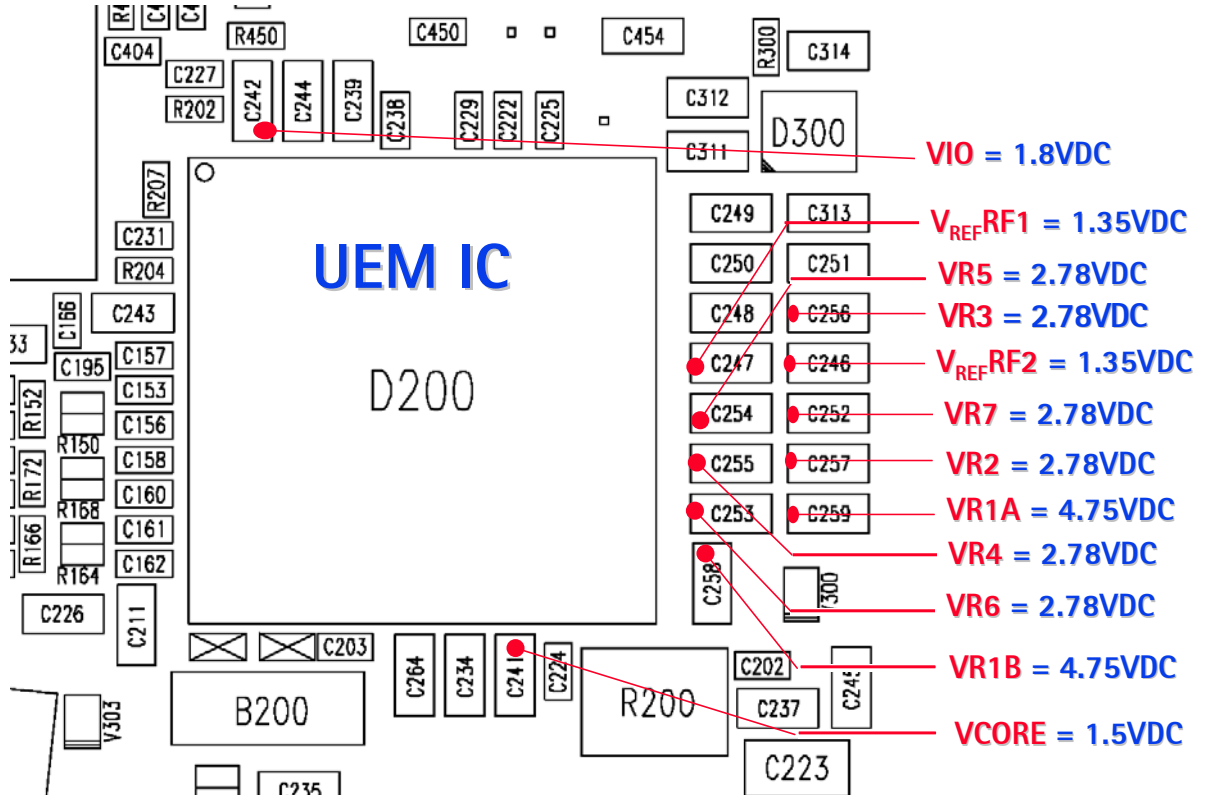 C404
R450
C450
C454
R300
C314
C227
R202
C242
C244
C239
C238
C229
C222
C225
C312
C311
D300
VIO = 1.8VDC
R207
C231
R204
C243
C166
33
C195
C157
C153
C156
C158
C160
C161
C162
R152
R150
R172
R168
R166
R164
C226
C211
UEM IC
D200
C249
C313
VREFRF1 = 1.35VDC
C250
C251
VR5 = 2.78VDC
C248
C256
VR3 = 2.78VDC
C247
C246
VREFRF2 = 1.35VDC
C254
C252
VR7 = 2.78VDC
C255
C257
VR2 = 2.78VDC
C253
C259
VR1A = 4.75VDC
VR4 = 2.78VDC
C258
V300
VR6 = 2.78VDC
C203
C264
C234
C241
C224
R200
C202
C245
VR1B = 4.75VDC
V303
B200
C237
VCORE = 1.5VDC
C223
C235